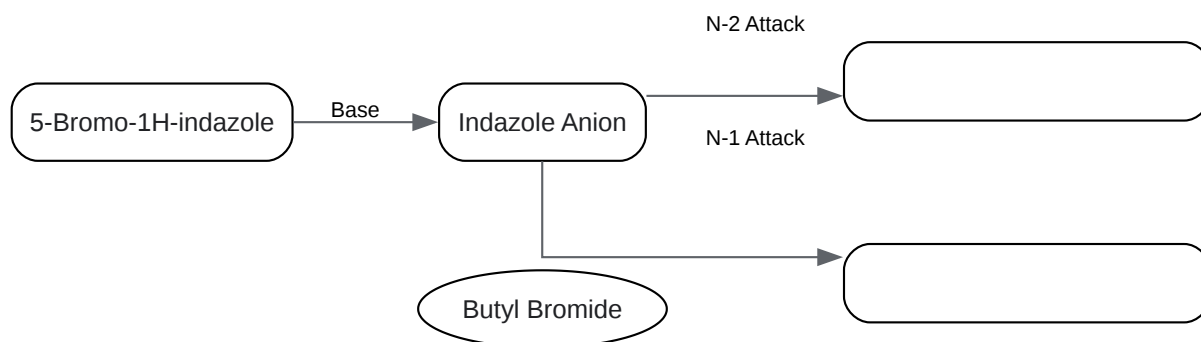 N-2 Attack
5-Bromo-1H-indazole
Base
Indazole Anion
N-1 Attack
Butyl Bromide